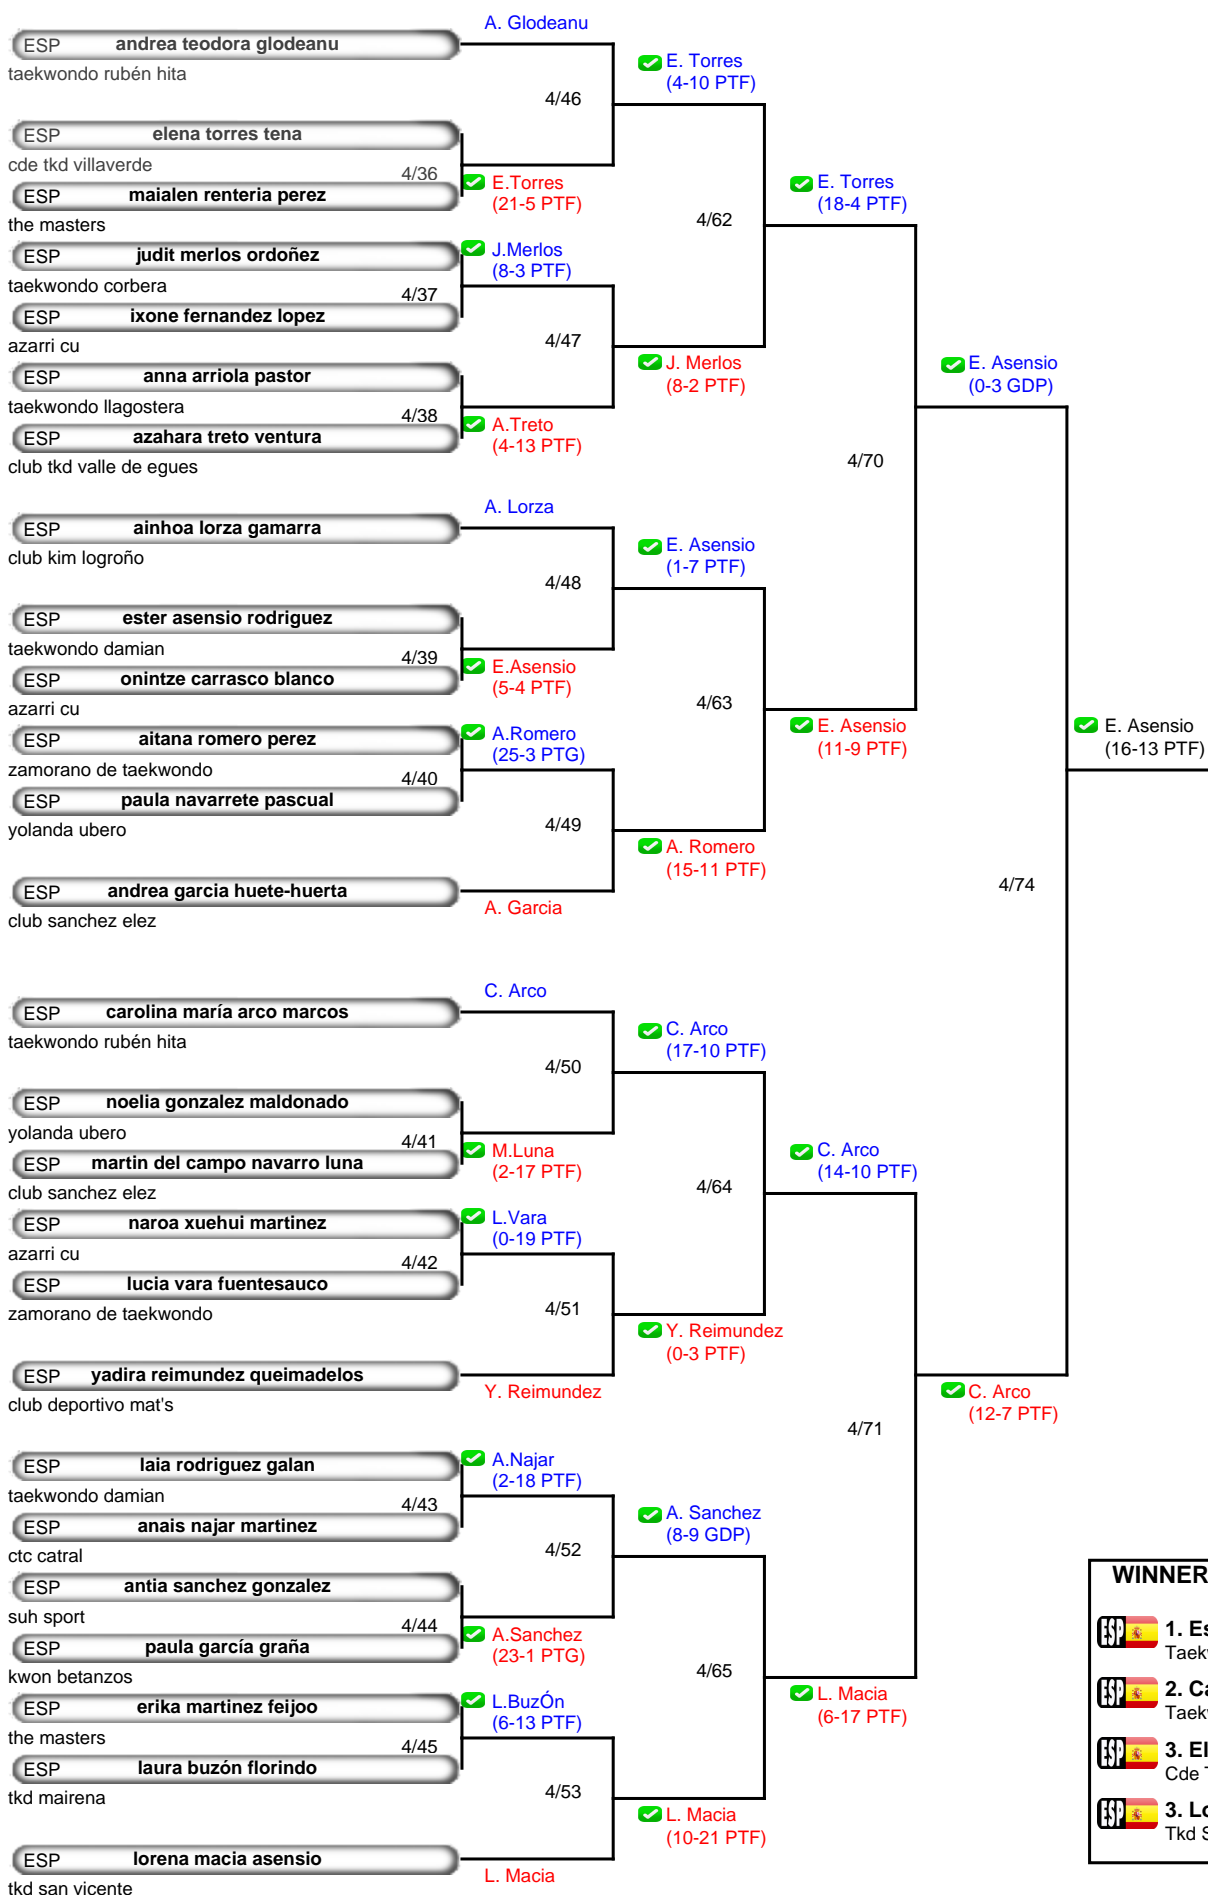 A. Glodeanu
ESP andrea teodora glodeanu
taekwondo rubén hita
E. Torres
(4-10 PTF)
4/46
ESP elena torres tena
cde tkd villaverde
4/36
E.Torres
(21-5 PTF)
ESP maialen renteria perez
the masters
E. Torres
(18-4 PTF)
4/62
ESP judit merlos ordoñez
taekwondo corbera
J.Merlos
(8-3 PTF)
4/37
ESP ixone fernandez lopez
azarri cu
4/47
J. Merlos
(8-2 PTF)
ESP anna arriola pastor
taekwondo llagostera
4/38
A.Treto
(4-13 PTF)
ESP azahara treto ventura
club tkd valle de egues
E. Asensio
(0-3 GDP)
4/70
A. Lorza
ESP ainhoa lorza gamarra
club kim logroño
E. Asensio
(1-7 PTF)
4/48
ESP ester asensio rodriguez
taekwondo damian
4/39
E.Asensio
(5-4 PTF)
ESP onintze carrasco blanco
azarri cu
4/63
E. Asensio
(11-9 PTF)
E. Asensio
(16-13 PTF)
ESP aitana romero perez
zamorano de taekwondo
A.Romero
(25-3 PTG)
4/40
ESP paula navarrete pascual
yolanda ubero
4/49
A. Romero
(15-11 PTF)
ESP andrea garcia huete-huerta
club sanchez elez
A. Garcia
4/74
C. Arco
ESP carolina maría arco marcos
taekwondo rubén hita
C. Arco
(17-10 PTF)
4/50
ESP noelia gonzalez maldonado
yolanda ubero
4/41
M.Luna
(2-17 PTF)
ESP martin del campo navarro luna
club sanchez elez
C. Arco
(14-10 PTF)
4/64
ESP naroa xuehui martinez
azarri cu
L.Vara
(0-19 PTF)
4/42
ESP lucia vara fuentesauco
zamorano de taekwondo
4/51
Y. Reimundez
(0-3 PTF)
ESP yadira reimundez queimadelos
club deportivo mat's
Y. Reimundez
C. Arco
(12-7 PTF)
4/71
ESP laia rodriguez galan
taekwondo damian
A.Najar
(2-18 PTF)
4/43
ESP anais najar martinez
ctc catral
A. Sanchez
(8-9 GDP)
4/52
ESP antia sanchez gonzalez
suh sport
4/44
A.Sanchez
(23-1 PTG)
ESP paula garcía graña
kwon betanzos
4/65
L. Macia
(6-17 PTF)
ESP erika martinez feijoo
the masters
L.BuzÓn
(6-13 PTF)
4/45
ESP laura buzón florindo
tkd mairena
4/53
L. Macia
(10-21 PTF)
ESP lorena macia asensio
tkd san vicente
L. Macia
WINNER
ESP 1. Es
Taekw
ESP 2. Ca
Taekw
ESP 3. El
Cde T
ESP 3. Lo
Tkd S